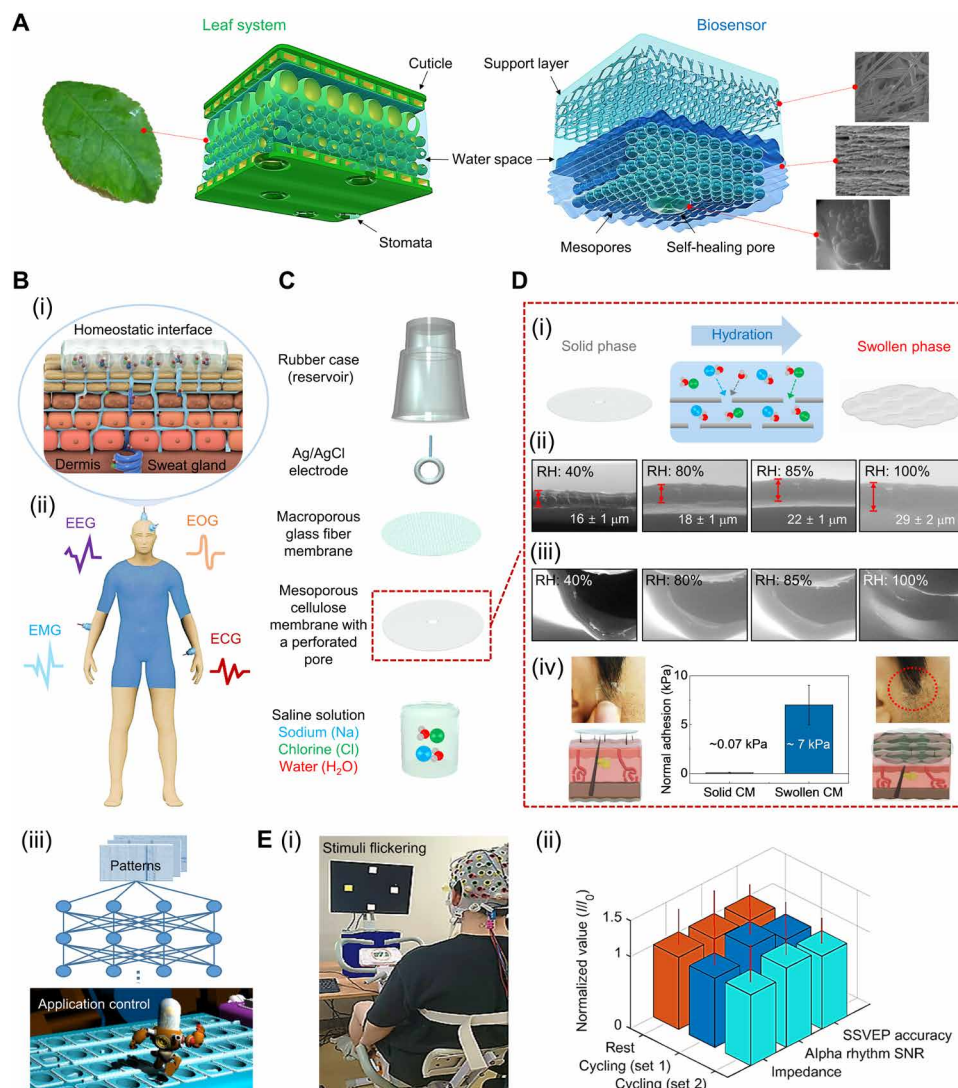 A
Leaf system
Biosensor
Cuticle
Support layer
Water space
Stomata
Mesopores
Self-healing pore
B
(i)
Homeostatic interface
Dermis
Sweat gland
(ii)
EEG
EOG
EMG
ECG
(iii)
Patterns
Application control
C
Rubber case
(reservoir)
Ag/AgCl
electrode
Macroporous
glass fiber
membrane
Mesoporous
cellulose
membrane with
a perforated
pore
Saline solution
Sodium (Na)
Chlorine (Cl)
Water (H₂O)
D
(i)
Solid phase
Hydration
Swollen phase
(ii)
RH: 40%
RH: 80%
RH: 85%
RH: 100%
16 ± 1 μm
18 ± 1 μm
22 ± 1 μm
29 ± 2 μm
(iii)
RH: 40%
RH: 80%
RH: 85%
RH: 100%
(iv)
Normal adhesion (kPa)
10
5
0
~0.07 kPa
~ 7 kPa
Solid CM
Swollen CM
E
(i)
Stimuli flickering
(ii)
Normalized value (I/I₀)
1.5
1
0
Rest
Cycling (set 1)
Cycling (set 2)
SSVEP accuracy
Alpha rhythm SNR
Impedance